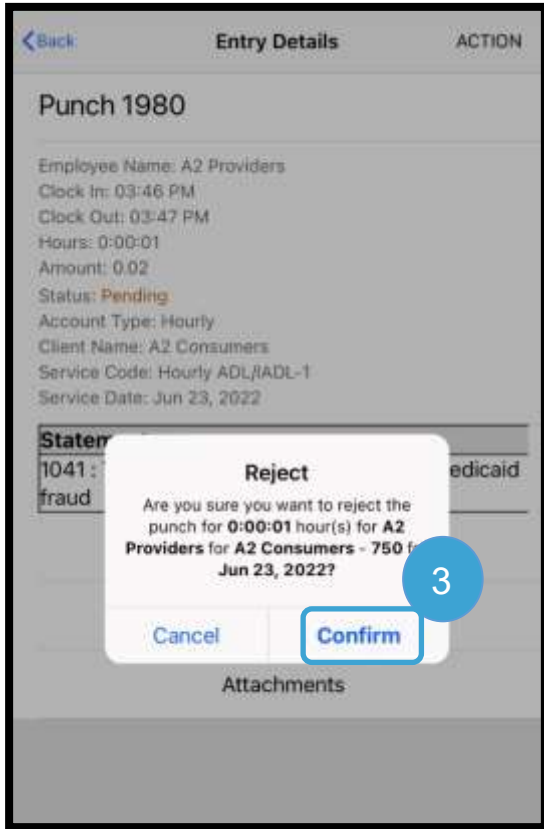 Back Entry Details ACTION
Punch 1980
Employee Name: A2 Providers
Clock In: 03:46 PM
Clock Out: 03:47 PM
Hours: 0:00:01
Amount: 0.02
Status: Pending
Account Type: Hourly
Client Name: A2 Consumers
Service Code: Hourly ADL/IADL-1
Service Date: Jun 23, 2022
1041 : edicaid
fraud
Reject
Are you sure you want to reject the
punch for 0:00:01 hour(s) for A2
Providers for A2 Consumers - 750
Jun 23, 2022?
3
Cancel Confirm
Attachments